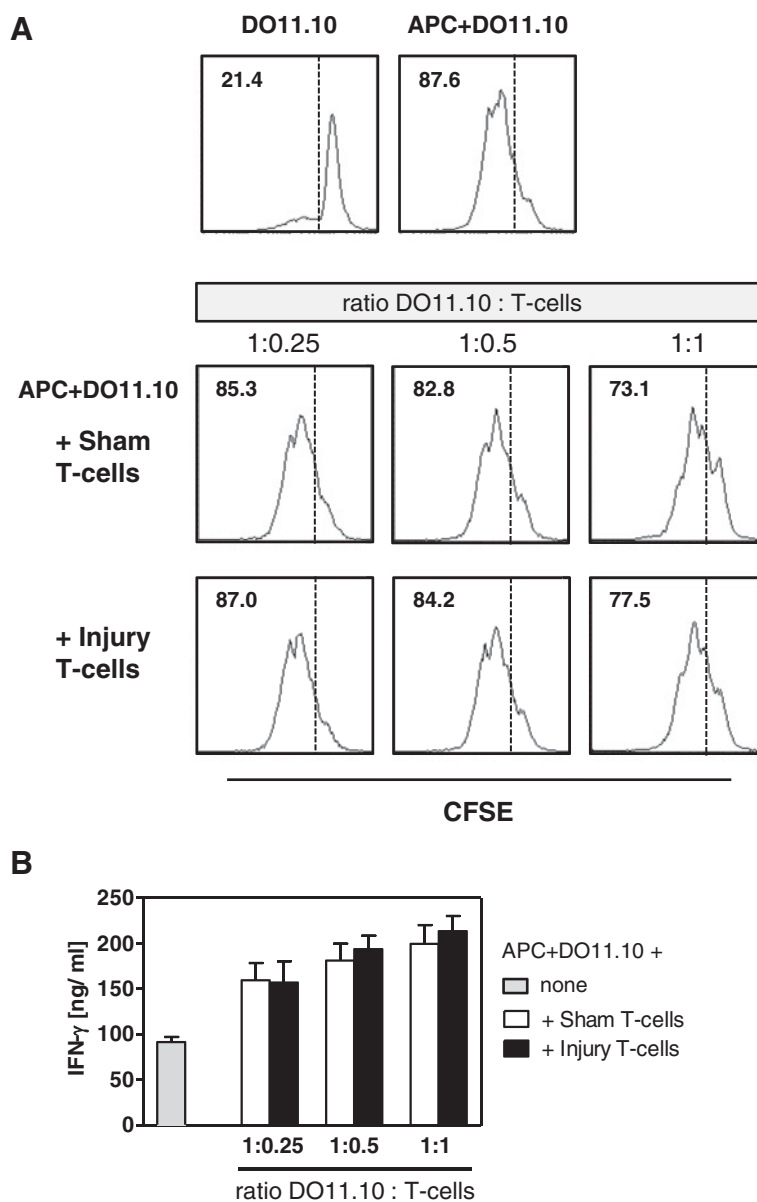 A
DO11.10 APC+DO11.10
21.4 87.6
ratio DO11.10 : T-cells
1:0.25 1:0.5 1:1
APC+DO11.10
+ Sham
T-cells
85.3 82.8 73.1
+ Injury
T-cells
87.0 84.2 77.5
CFSE
B
IFN-γ [ng/ ml]
250
200
150
100
50
0
1:0.25 1:0.5 1:1
ratio DO11.10 : T-cells
APC+DO11.10 +
none
+ Sham T-cells
+ Injury T-cells